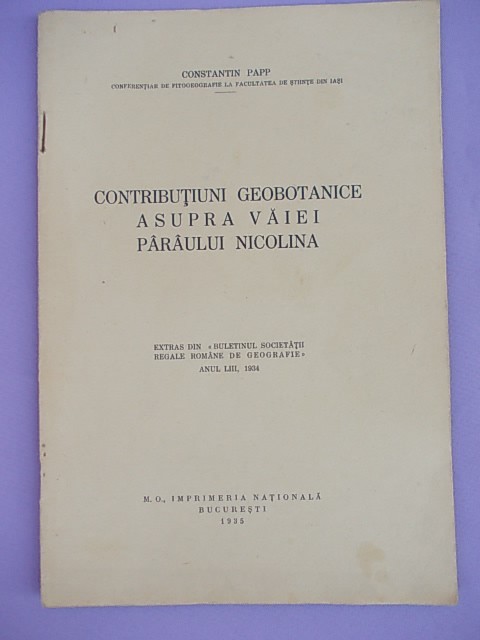 CONSTANTIN PAPP
CONFERENȚIAR DE FITOGEOGRAFIE LA FACULTATEA DE ȘTIINȚE DIN IAȘI
CONTRIBUȚIUNI GEOBOTANICE
ASUPRA VĂIEI
PÂRÂULUI NICOLINA
EXTRAS DIN «BULETINUL SOCIETĂȚII
REGALE ROMÂNE DE GEOGRAFIE»
ANUL LIII, 1934
M. O., IMPRIMERIA NAȚIONALĂ
BUCUREȘTI
1935